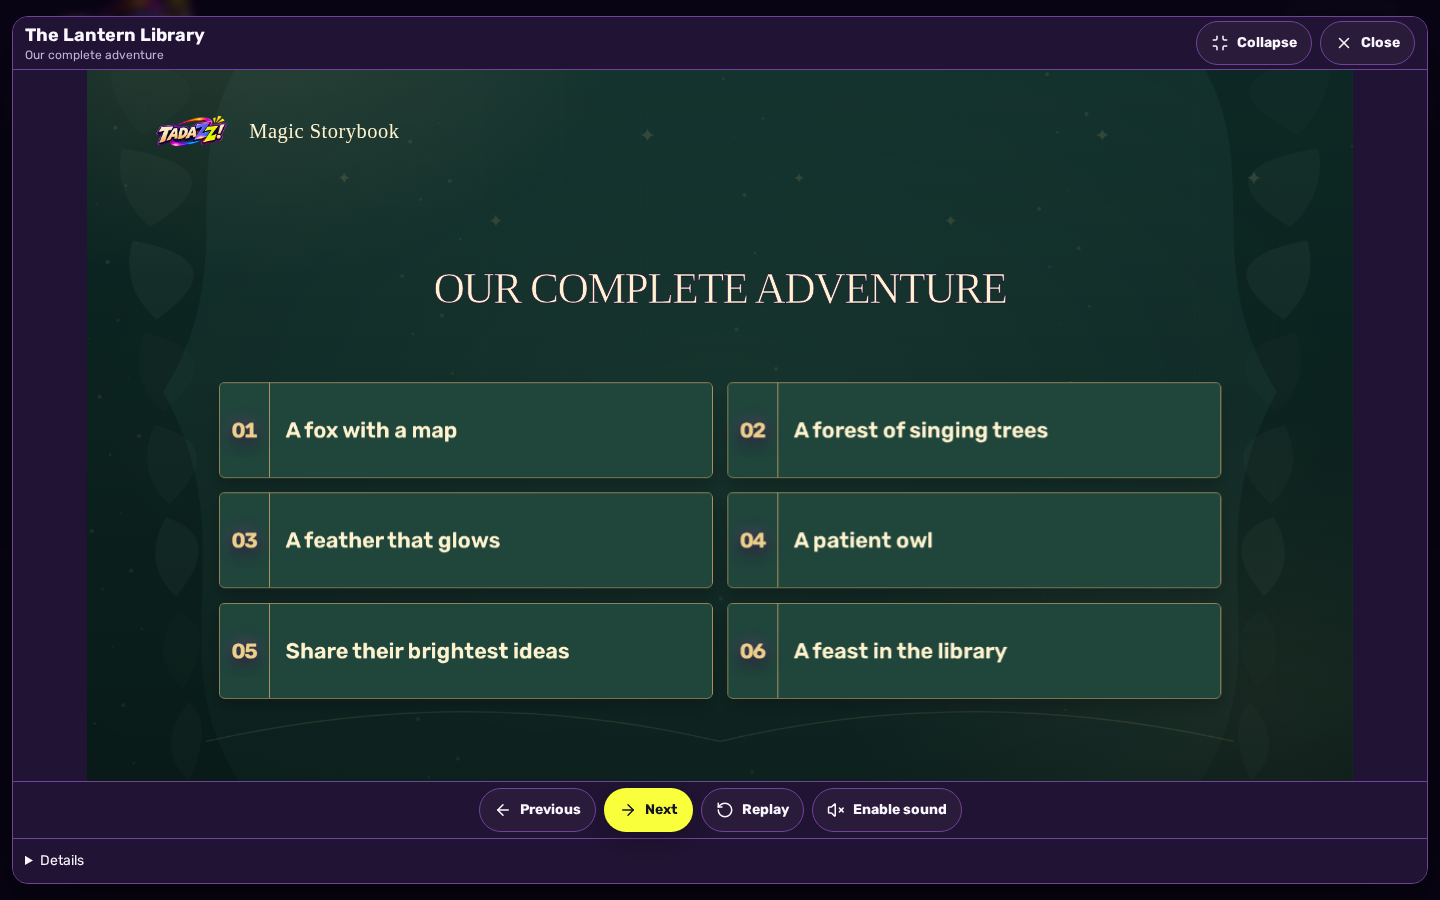 The Lantern Library
Our complete adventure
Collapse
Close
TADAZZ!
Magic Storybook
OUR COMPLETE ADVENTURE
01 A fox with a map
02 A forest of singing trees
03 A feather that glows
04 A patient owl
05 Share their brightest ideas
06 A feast in the library
Previous
Next
Replay
Enable sound
Details